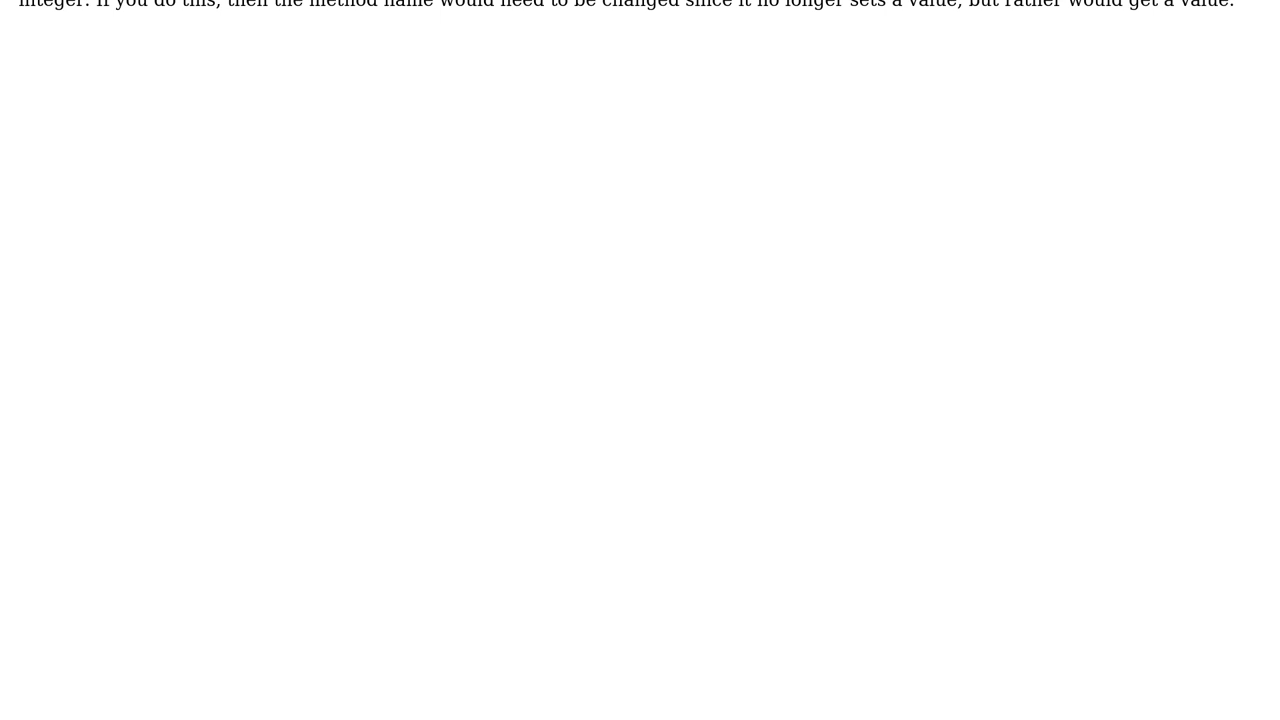 integer. If you do this, then the method name would need to be changed since it no longer sets a value, but rather would get a value.